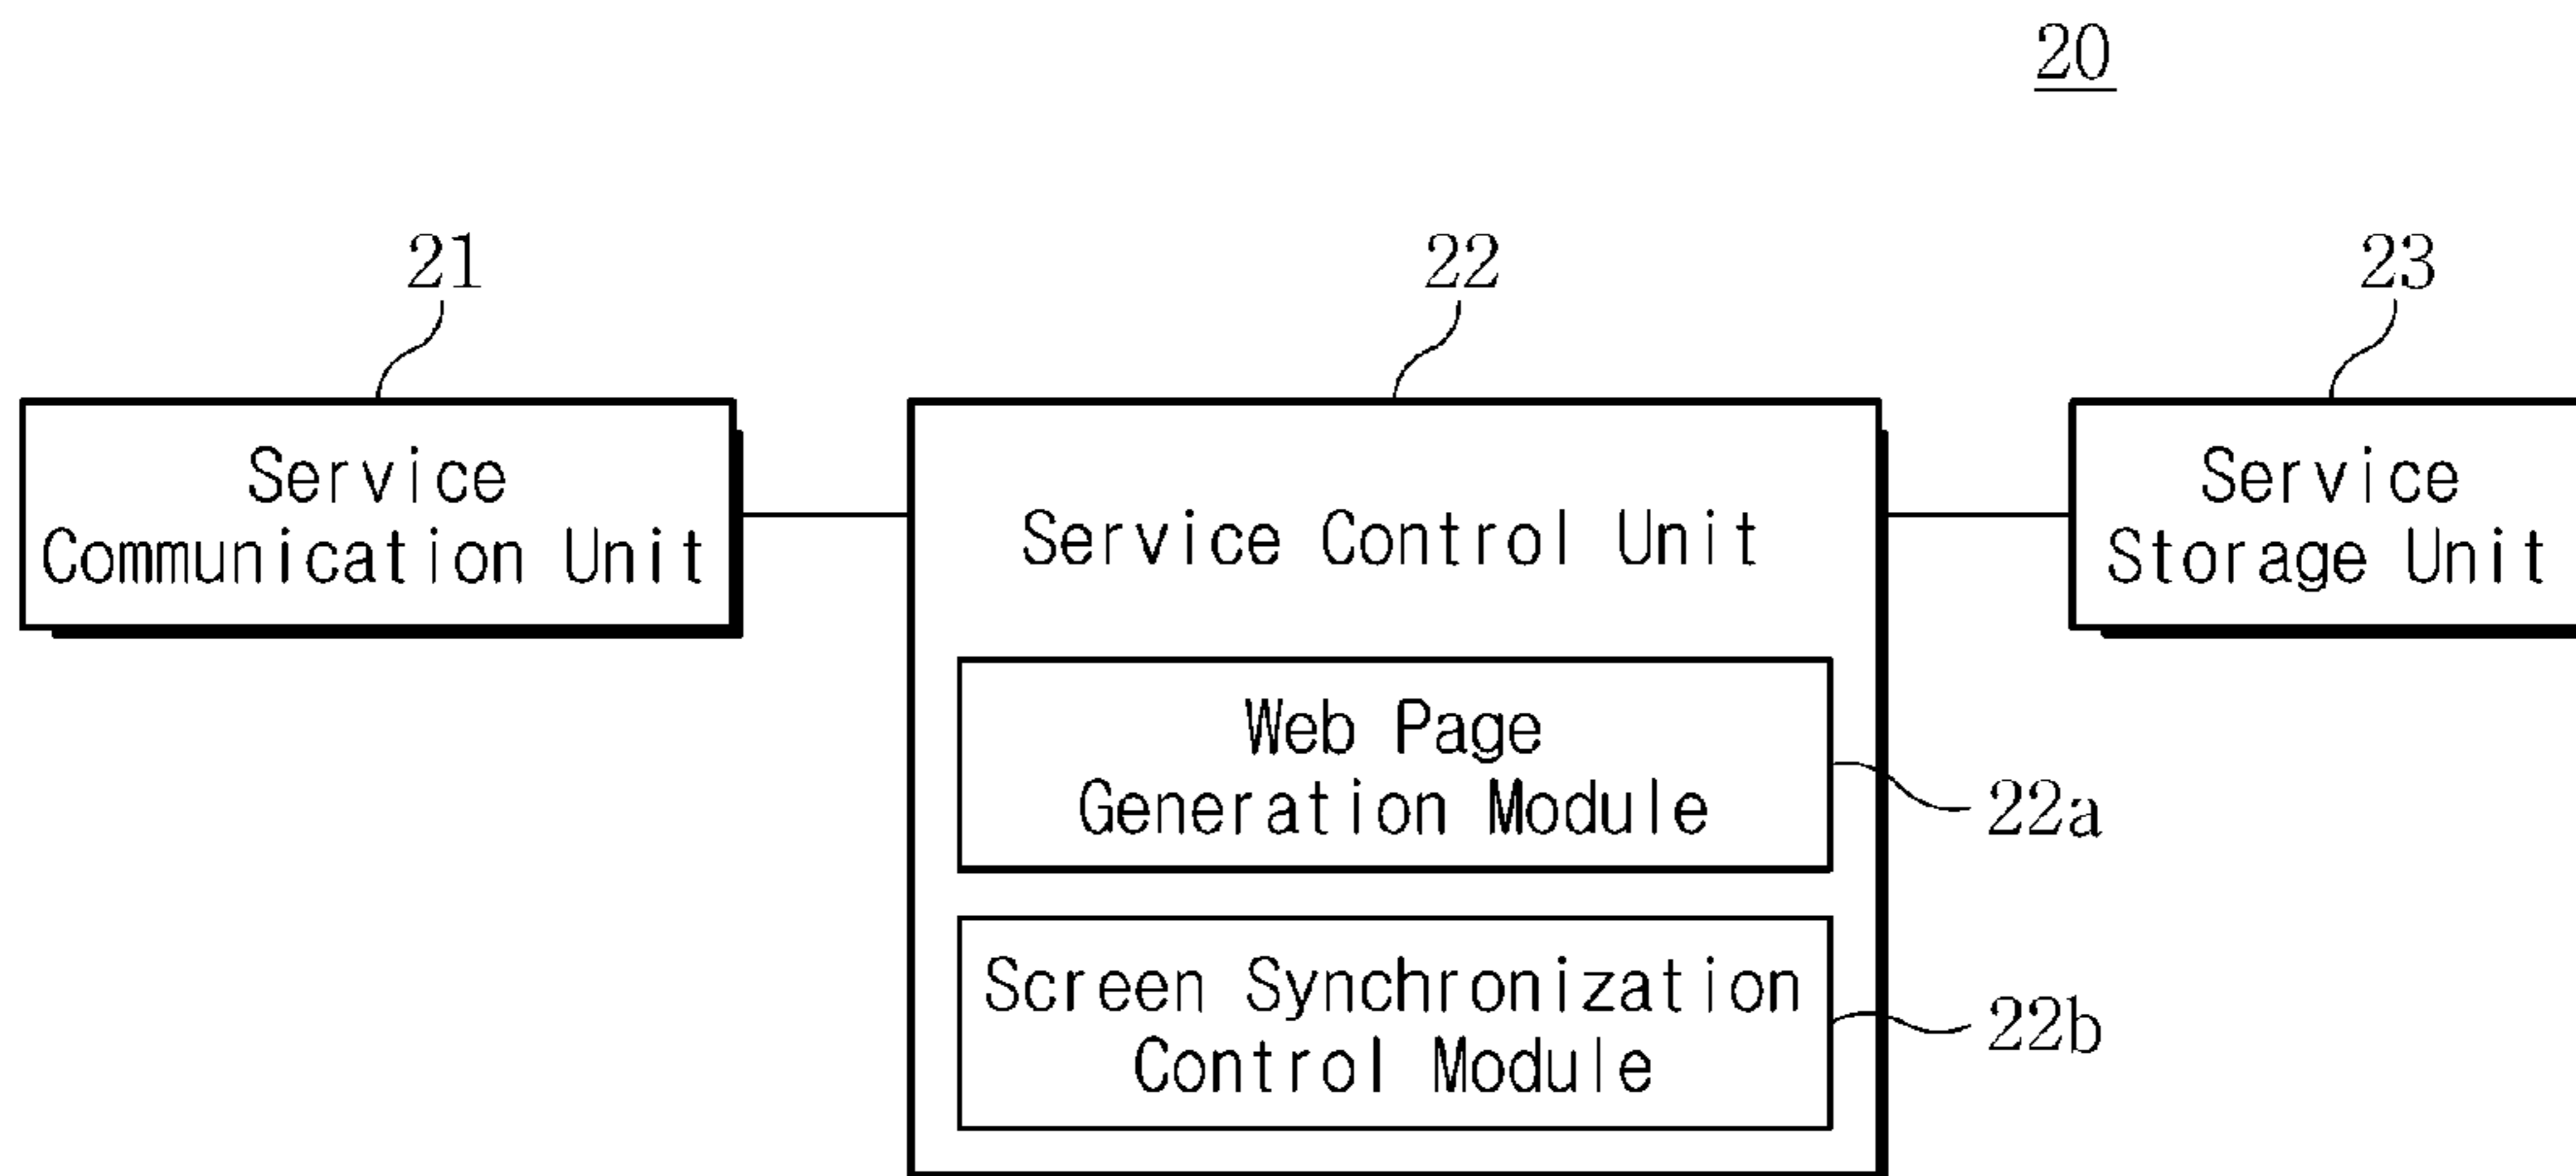 20
21
22
23
Service
Communication Unit
Service Control Unit
Service
Storage Unit
Web Page
Generation Module
22a
Screen Synchronization
Control Module
22b